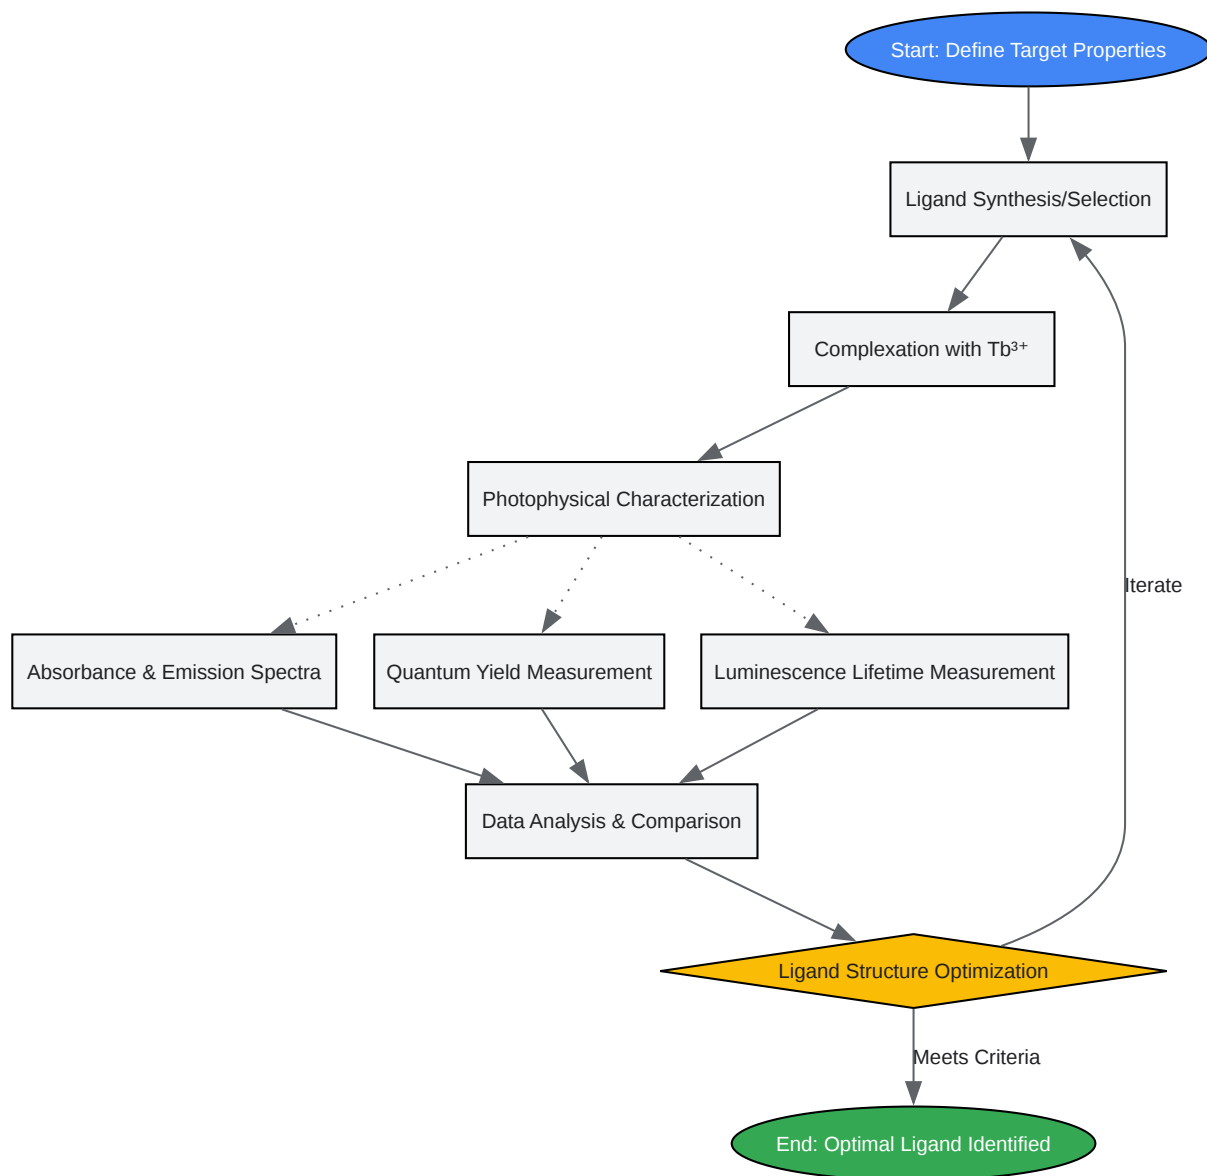 Start: Define Target Properties
Ligand Synthesis/Selection
Complexation with Tb³⁺
Photophysical Characterization
Iterate
Absorbance & Emission Spectra
Quantum Yield Measurement
Luminescence Lifetime Measurement
Data Analysis & Comparison
Ligand Structure Optimization
Meets Criteria
End: Optimal Ligand Identified